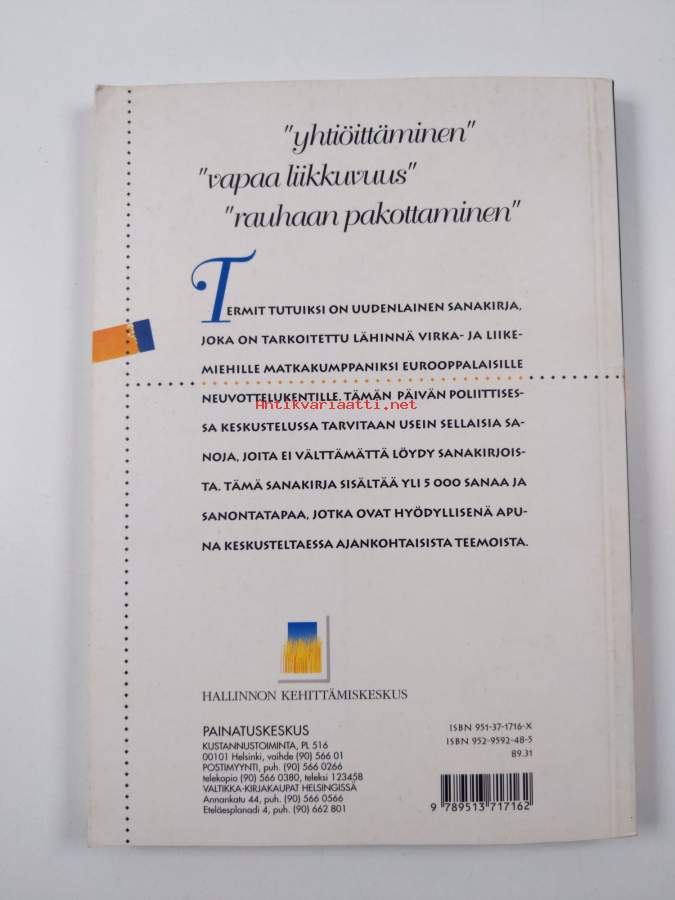 "yhtiöittäminen"
"vapaa liikkuvuus"
"rauhaan pakottaminen"
TERMIT TUTUIKSI ON UUDENLAINEN SANAKIRJA,
JOKA ON TARKOITETTU LÄHINNÄ VIRKA- JA LIIKE-
MIEHILLE MATKAKUMPPANIKSI EUROOPPALAISILLE
NEUVOTTELUKENTILLE. TÄMÄN PÄIVÄN POLIITTISES-
Antikvariaatti.net
SA KESKUSTELUSSA TARVITAAN USEIN SELLAISIA SA-
NOJA, JOITA EI VÄLTTÄMÄTTÄ LÖYDY SANAKIRJOIS-
TA. TÄMÄ SANAKIRJA SISÄLTÄÄ YLI 5 000 SANAA JA
SANONTATAPAA, JOTKA OVAT HYÖDYLLISENÄ APU-
NA KESKUSTELTAESSA AJANKOHTAISISTA TEEMOISTA.
HALLINNON KEHITTÄMISKESKUS
PAINATUSKESKUS
KUSTANNUSTOIMINTA, PL 516
00101 Helsinki, vaihde (90) 566 01
POSTIMYYNTI, puh. (90) 566 0266
telekopio (90) 566 0380, teleksi 123458
VALTIKKA-KIRJAKAUPAT HELSINGISSÄ
Annankatu 44, puh. (90) 566 0566
Eteläesplanadi 4, puh. (90) 662 801
ISBN 951-37-1716-X
ISBN 952-9592-48-5
89.31
9 789513 717162